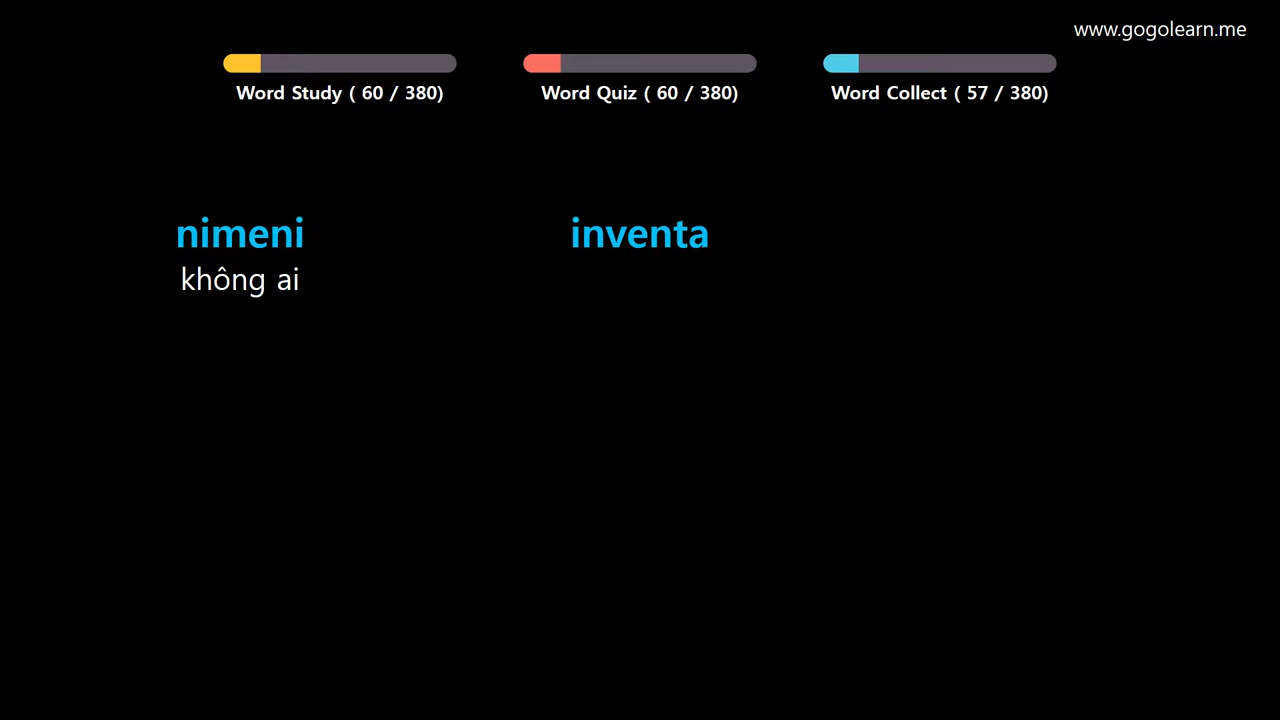 www.gogolearn.me
Word Study ( 60 / 380)
Word Quiz ( 60 / 380)
Word Collect ( 57 / 380)
nimeni
không ai
inventa